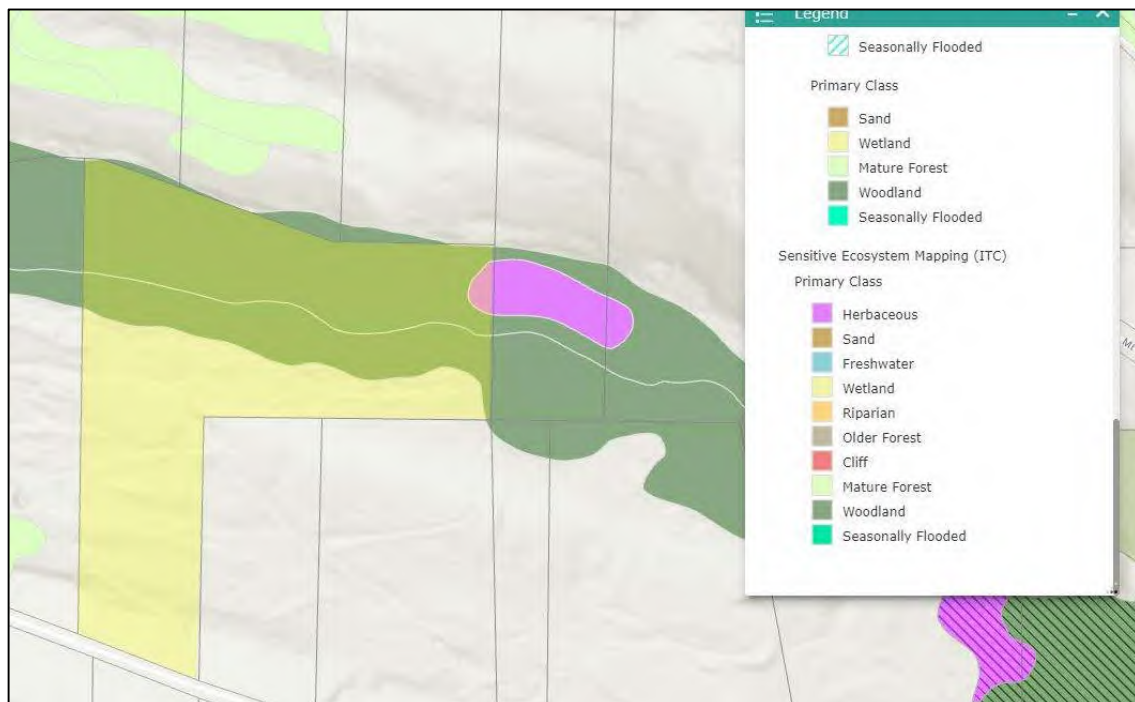 Legend
Seasonally Flooded
Primary Class
Sand
Wetland
Mature Forest
Woodland
Seasonally Flooded
Sensitive Ecosystem Mapping (ITC)
Primary Class
Herbaceous
Sand
Freshwater
Wetland
Riparian
Older Forest
Cliff
Mature Forest
Woodland
Seasonally Flooded